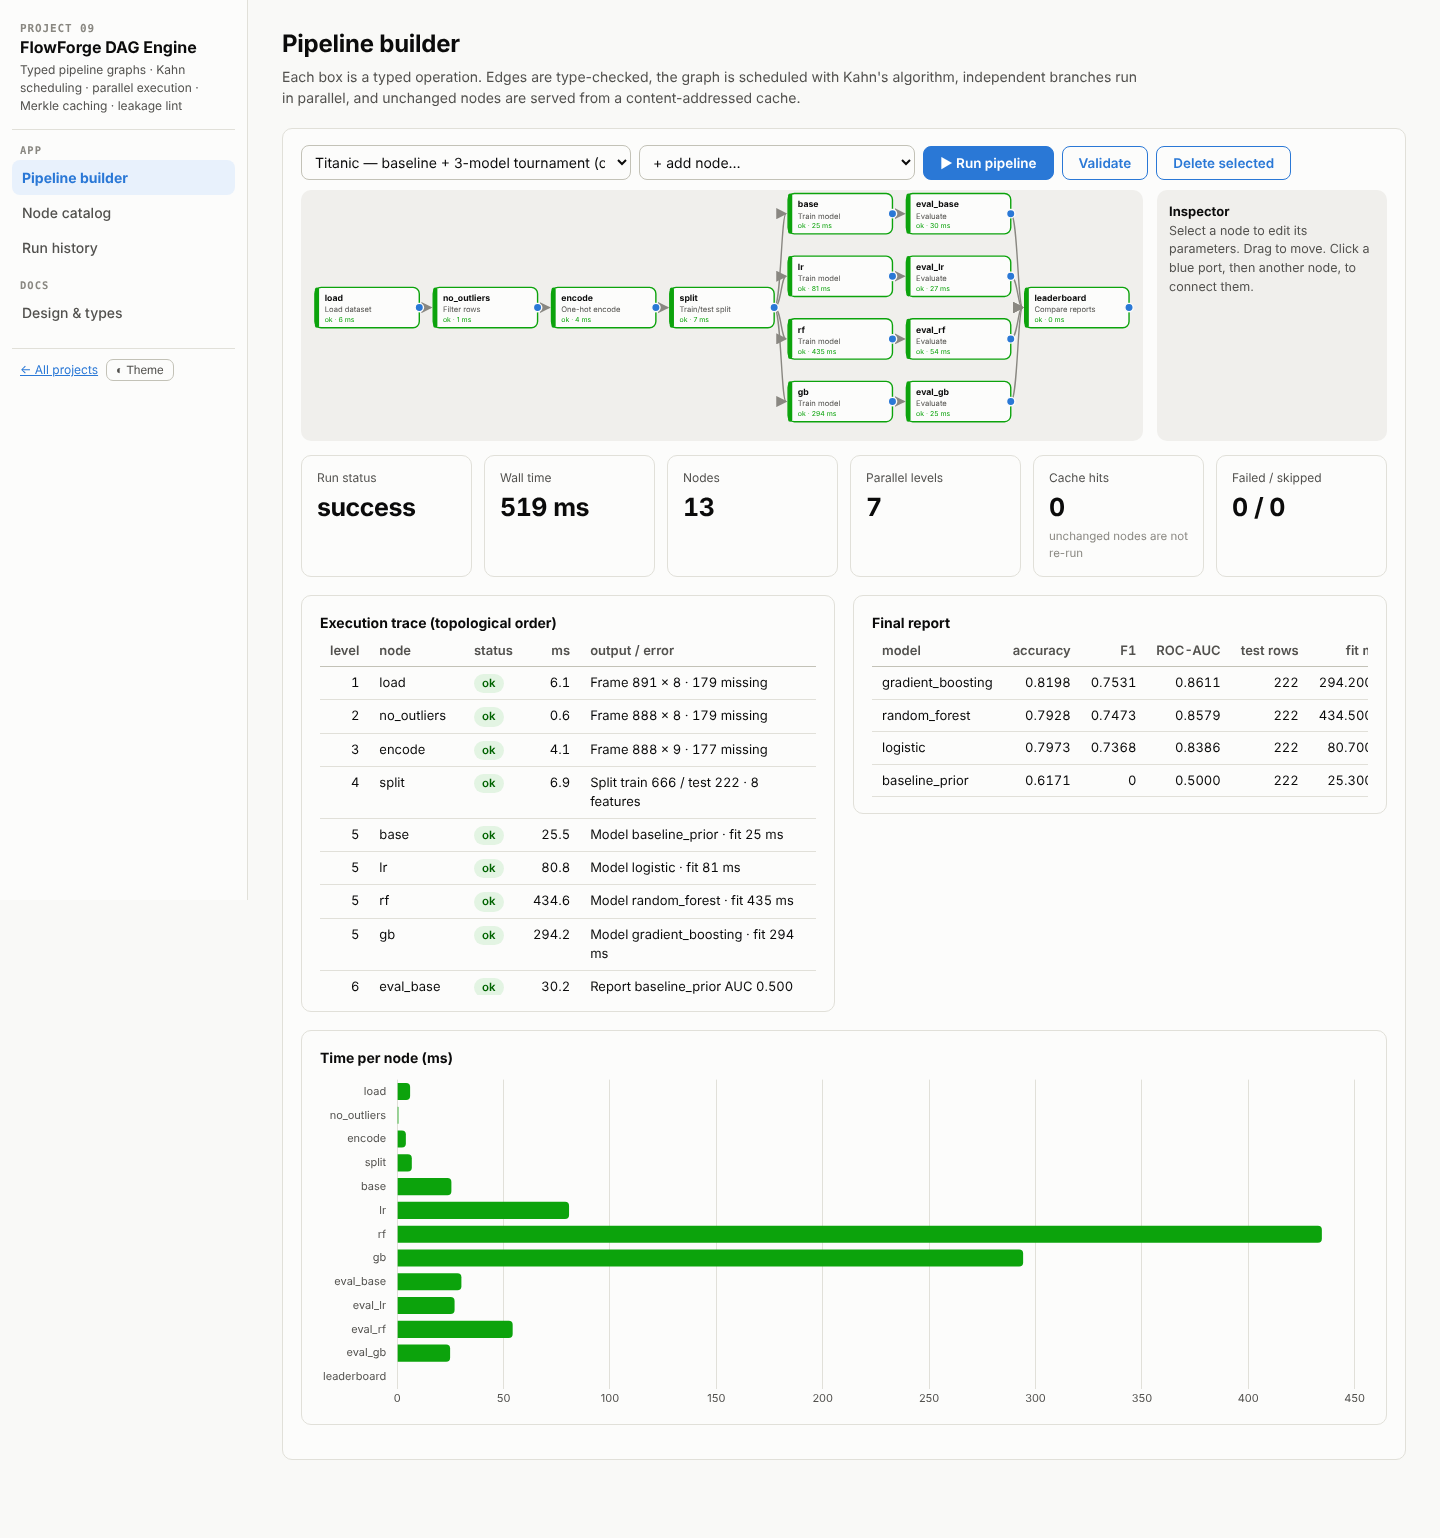 PROJECT 09
FlowForge DAG Engine
Typed pipeline graphs · Kahn
scheduling · parallel execution ·
Merkle caching · leakage lint
APP
Pipeline builder
Node catalog
Run history
DOCS
Design & types
← All projects
Theme
Pipeline builder
Each box is a typed operation. Edges are type-checked, the graph is scheduled with Kahn's algorithm, independent branches run
in parallel, and unchanged nodes are served from a content-addressed cache.
Titanic — baseline + 3-model tournament (c
+ add node...
▶ Run pipeline
Validate
Delete selected
load
Load dataset
ok · 6 ms
no_outliers
Filter rows
ok · 1 ms
encode
One-hot encode
ok · 4 ms
split
Train/test split
ok · 7 ms
base
Train model
ok · 25 ms
eval_base
Evaluate
ok · 30 ms
lr
Train model
ok · 81 ms
eval_lr
Evaluate
ok · 27 ms
rf
Train model
ok · 435 ms
eval_rf
Evaluate
ok · 54 ms
gb
Train model
ok · 294 ms
eval_gb
Evaluate
ok · 25 ms
leaderboard
Compare reports
ok · 0 ms
Inspector
Select a node to edit its
parameters. Drag to move. Click a
blue port, then another node, to
connect them.
Run status
success
Wall time
519 ms
Nodes
13
Parallel levels
7
Cache hits
0
unchanged nodes are not
re-run
Failed / skipped
0 / 0
Execution trace (topological order)
level node status ms output / error
1 load ok 6.1 Frame 891 × 8 · 179 missing
2 no_outliers ok 0.6 Frame 888 × 8 · 179 missing
3 encode ok 4.1 Frame 888 × 9 · 177 missing
4 split ok 6.9 Split train 666 / test 222 · 8
features
5 base ok 25.5 Model baseline_prior · fit 25 ms
5 lr ok 80.8 Model logistic · fit 81 ms
5 rf ok 434.6 Model random_forest · fit 435 ms
5 gb ok 294.2 Model gradient_boosting · fit 294
ms
6 eval_base ok 30.2 Report baseline_prior AUC 0.500
Final report
model accuracy F1 ROC-AUC test rows fit
gradient_boosting 0.8198 0.7531 0.8611 222 294.200
random_forest 0.7928 0.7473 0.8579 222 434.500
logistic 0.7973 0.7368 0.8386 222 80.700
baseline_prior 0.6171 0 0.5000 222 25.300
Time per node (ms)
load
no_outliers
encode
split
base
lr
rf
gb
eval_base
eval_lr
eval_rf
eval_gb
leaderboard
0 50 100 150 200 250 300 350 400 450